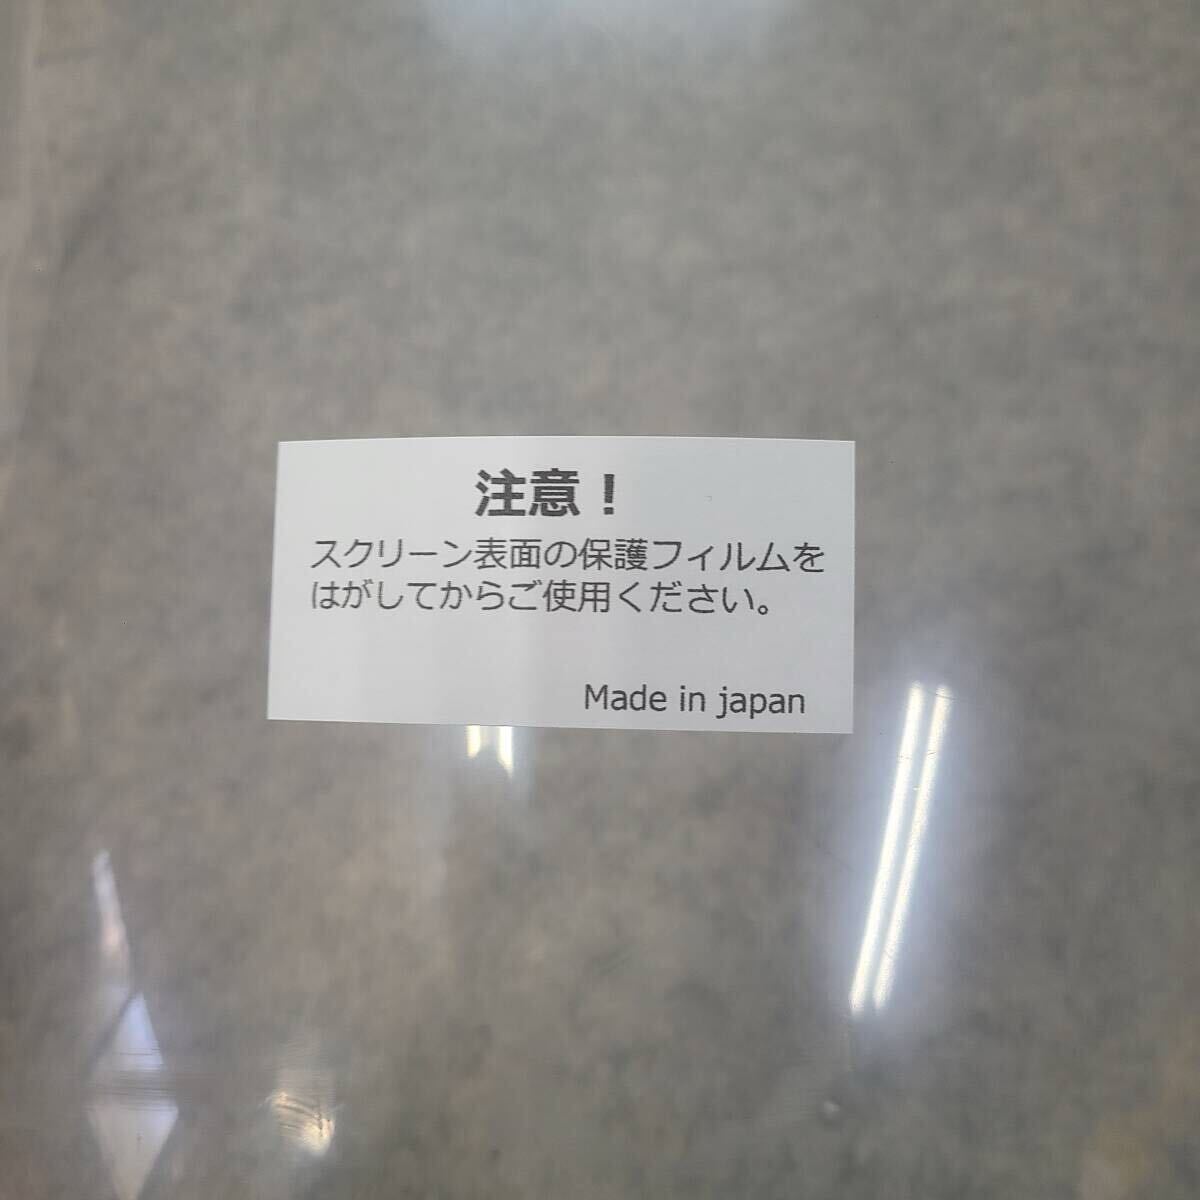 注意！
スクリーン表面の保護フィルムを
はがしてからご使用ください。
Made in japan